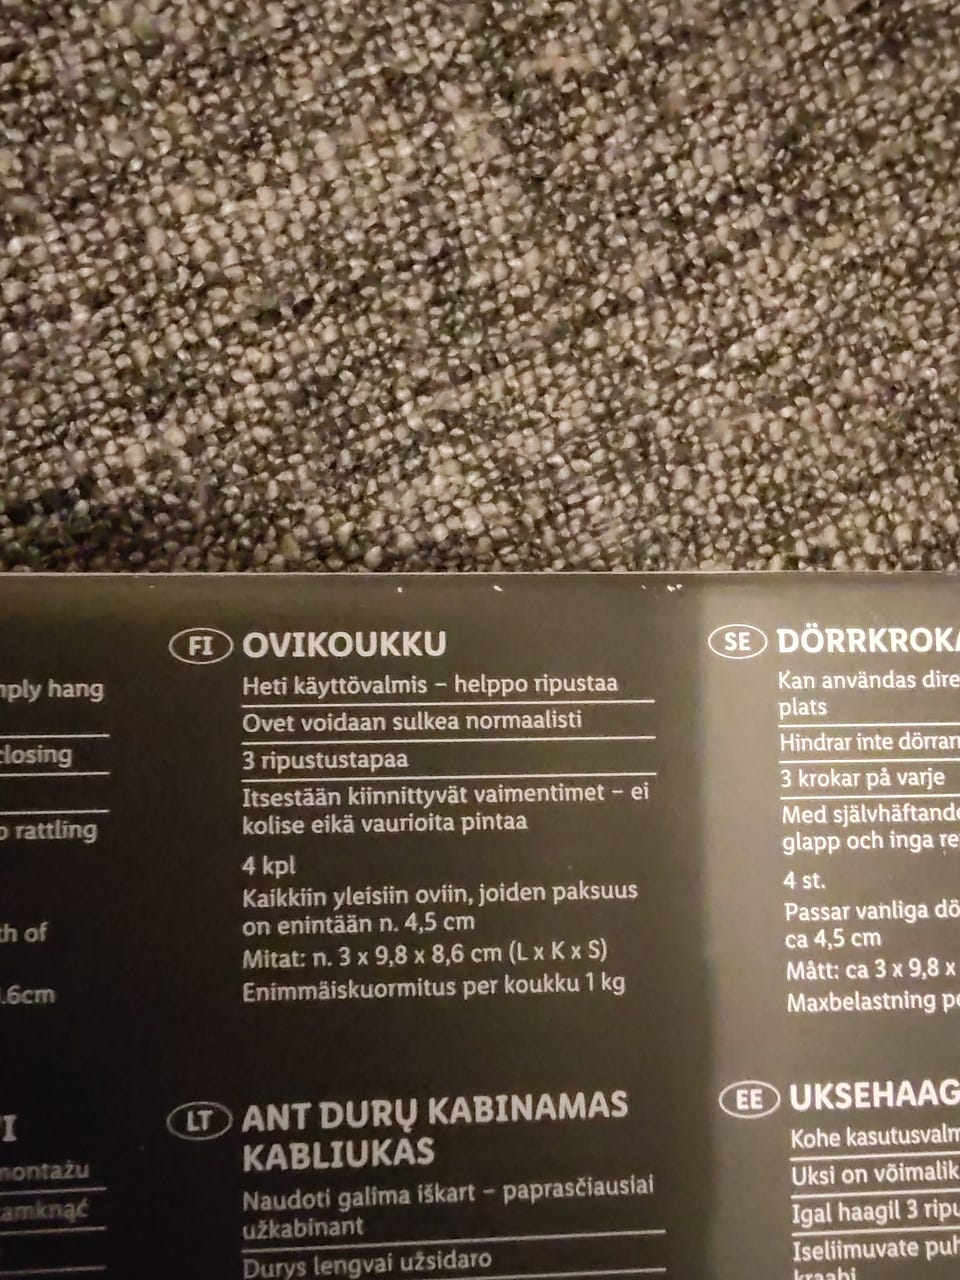 hang
closing
rattling
of
FI OVIKOUKKU
Heti käyttövalmis – helppo ripustaa
Ovet voidaan sulkea normaalisti
3 ripustustapaa
Itsestään kiinnittyvät vaimentimet – ei
kolise eikä vaurioita pintaa
4 kpl
Kaikkiin yleisiin oviin, joiden paksuus
on enintään n. 4,5 cm
Mitat: n. 3 x 9,8 x 8,6 cm (L x K x S)
Enimmäiskuormitus per koukku 1 kg
SE DÖRRKROKA
Kan användas dire
plats
Hindrar inte dörran
3 krokar på varje
Med självhäftande
glapp och inga re
4 st.
Passar vanliga dö
ca 4,5 cm
Mått: ca 3 x 9,8 x
Maxbelastning pe
montażu
zamknąć
LT ANT DURŲ KABINAMAS
KABLIUKAS
Naudoti galima iškart – paprasčiausiai
užkabinant
Durys lengvai užsidaro
EE UKSEHAAG
Kohe kasutusvalm
Uksi on võimalik
Igal haagil 3 ripu
Iseliimuvate puh
kraabi